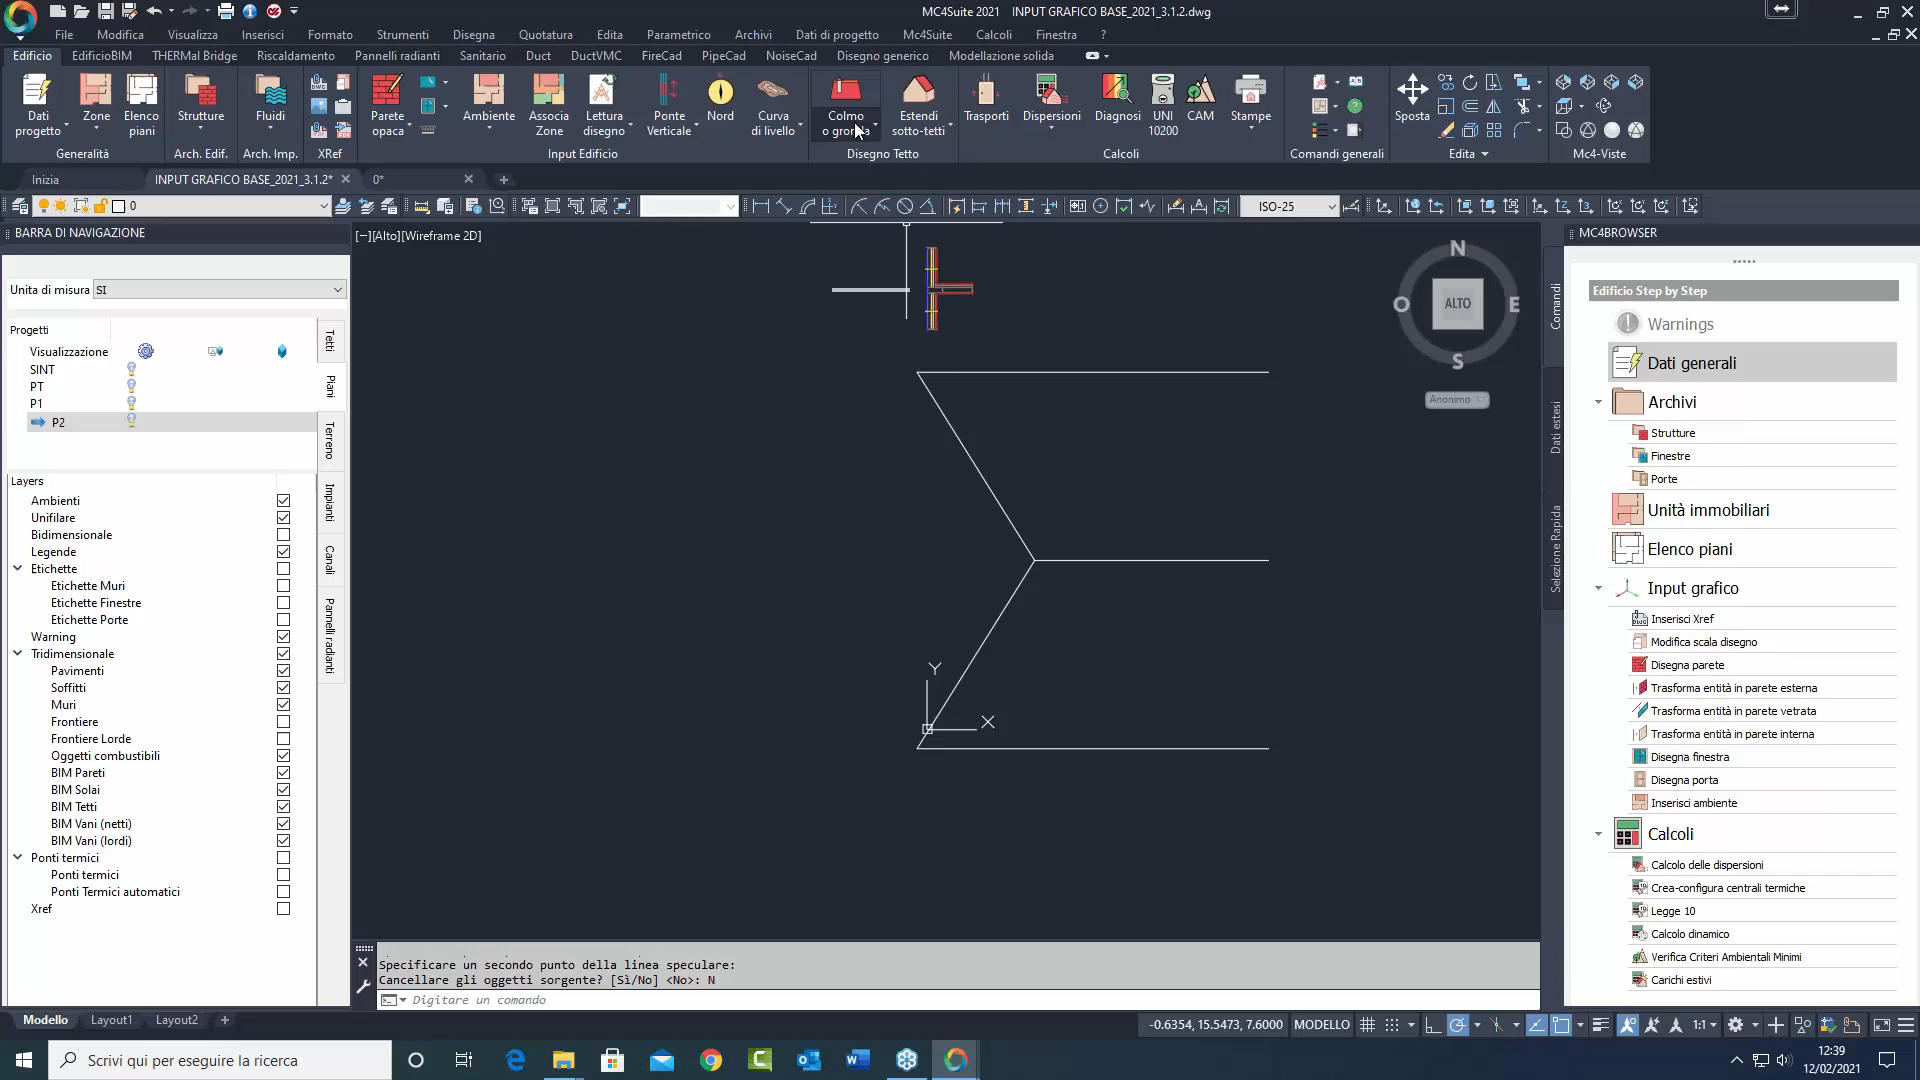 MC4Suite 2021 INPUT GRAFICO BASE_2021_3.1.2.dwg
File Modifica Visualizza Inserisci Formato Strumenti Disegna Quotatura Edita Parametrico Archivi Dati di progetto Mc4Suite Calcoli Finestra ?
Edificio EdificioBIM THERMal Bridge Riscaldamento Pannelli radianti Sanitario Duct DuctVMC FireCad PipeCad NoiseCad Disegno generico Modellazione solida
Dati progetto
Zone
Elenco piani
Strutture
Fluidi
Parete opaca
Ambiente
Associa Zone
Lettura disegno
Ponte Verticale
Nord
Curva di livello
Colmo o gronda
Estendi sotto-tetti
Trasporti
Dispersioni
Diagnosi
UNI 10200
CAM
Stampe
Sposta
Generalità Arch. Edif. Arch. Imp. XRef Input Edificio Disegno Tetto Calcoli Comandi generali Edita Mc4-Viste
Inizia INPUT GRAFICO BASE_2021_3.1.2* 0*
0 ISO-25
BARRA DI NAVIGAZIONE
Unita di misura SI
Progetti
Visualizzazione
SINT
PT
P1
P2
Tetti
Piani
Terreno
Impianti
Canali
Pannelli radianti
Layers
Ambienti
Unifilare
Bidimensionale
Legende
Etichette
Etichette Muri
Etichette Finestre
Etichette Porte
Warning
Tridimensionale
Pavimenti
Soffitti
Muri
Frontiere
Frontiere Lorde
Oggetti combustibili
BIM Pareti
BIM Solai
BIM Tetti
BIM Vani (netti)
BIM Vani (lordi)
Ponti termici
Ponti termici
Ponti Termici automatici
Xref
[−][Alto][Wireframe 2D]
N
O ALTO E
S
Anonimo
Y
X
Specificare un secondo punto della linea speculare:
Cancellare gli oggetti sorgente? [Sì/No] <No>: N
Digitare un comando
Comandi
Dati estesi
Selezione Rapida
MC4BROWSER
Edificio Step by Step
Warnings
Dati generali
Archivi
Strutture
Finestre
Porte
Unità immobiliari
Elenco piani
Input grafico
Inserisci Xref
Modifica scala disegno
Disegna parete
Trasforma entità in parete esterna
Trasforma entità in parete vetrata
Trasforma entità in parete interna
Disegna finestra
Disegna porta
Inserisci ambiente
Calcoli
Calcolo delle dispersioni
Crea-configura centrali termiche
Legge 10
Calcolo dinamico
Verifica Criteri Ambientali Minimi
Carichi estivi
Modello Layout1 Layout2
-0.6354, 15.5473, 7.6000 MODELLO 1:1
Scrivi qui per eseguire la ricerca
12:39
12/02/2021